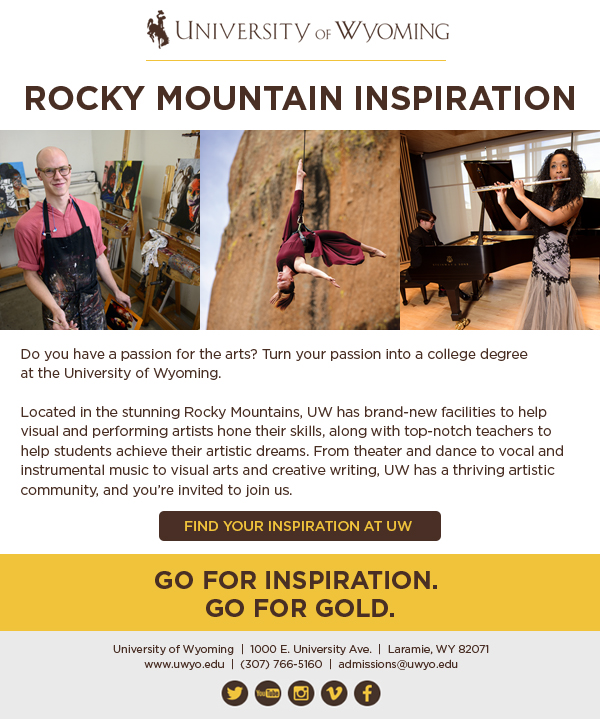 UNIVERSITY OF WYOMING
ROCKY MOUNTAIN INSPIRATION
Do you have a passion for the arts? Turn your passion into a college degree
at the University of Wyoming.
Located in the stunning Rocky Mountains, UW has brand-new facilities to help
visual and performing artists hone their skills, along with top-notch teachers to
help students achieve their artistic dreams. From theater and dance to vocal and
instrumental music to visual arts and creative writing, UW has a thriving artistic
community, and you're invited to join us.
FIND YOUR INSPIRATION AT UW
GO FOR INSPIRATION.
GO FOR GOLD.
University of Wyoming | 1000 E. University Ave. | Laramie, WY 82071
www.uwyo.edu | (307) 766-5160 | admissions@uwyo.edu
You Tube